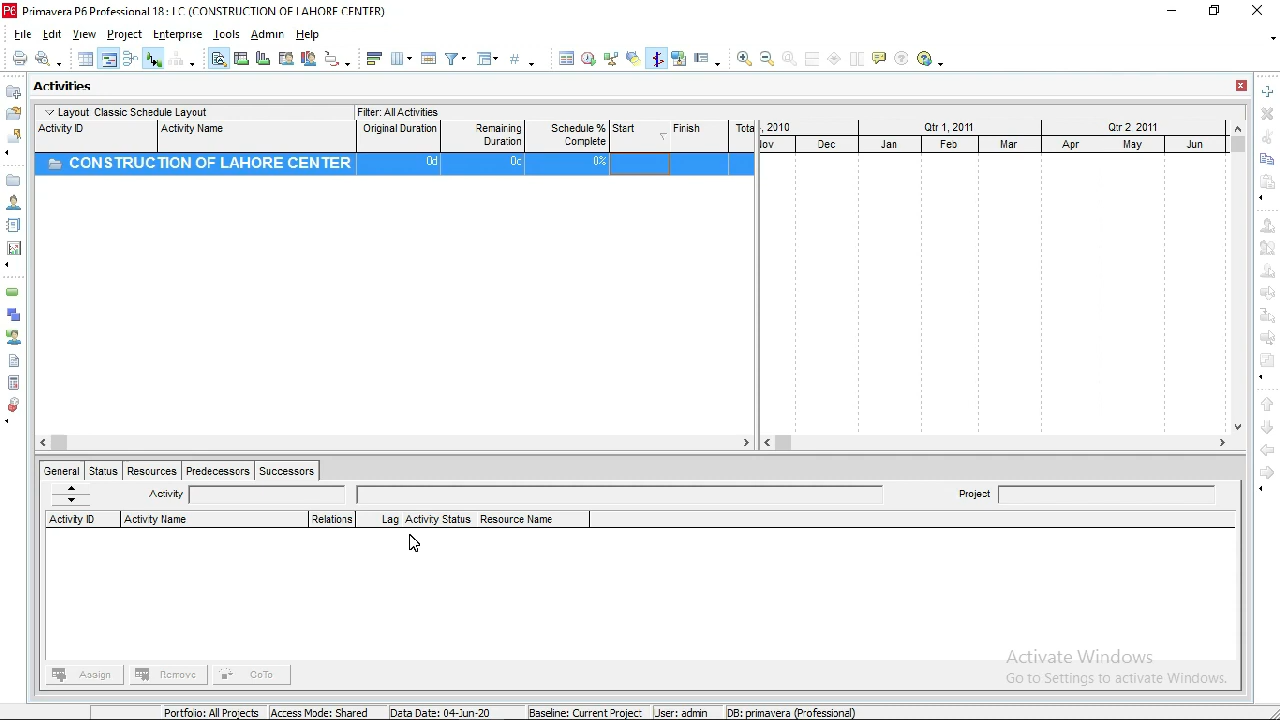 Primavera P6 Professional 18 : LC (CONSTRUCTION OF LAHORE CENTER)
File Edit View Project Enterprise Tools Admin Help
Activities
Layout: Classic Schedule Layout
Filter: All Activities
Activity ID
Activity Name
Original Duration
Remaining Duration
Schedule % Complete
Start
Finish
Tota
, 2010
Qtr 1, 2011
Qtr 2, 2011
lov Dec Jan Feb Mar Apr May Jun
CONSTRUCTION OF LAHORE CENTER 0d 0c 0%
General Status Resources Predecessors Successors
Activity
Project
Activity ID Activity Name Relations Lag Activity Status Resource Name
Assign Remove GoTo
Activate Windows
Go to Settings to activate Windows.
Portfolio: All Projects Access Mode: Shared Data Date: 04-Jun-20 Baseline: Current Project User: admin DB: primavera (Professional)